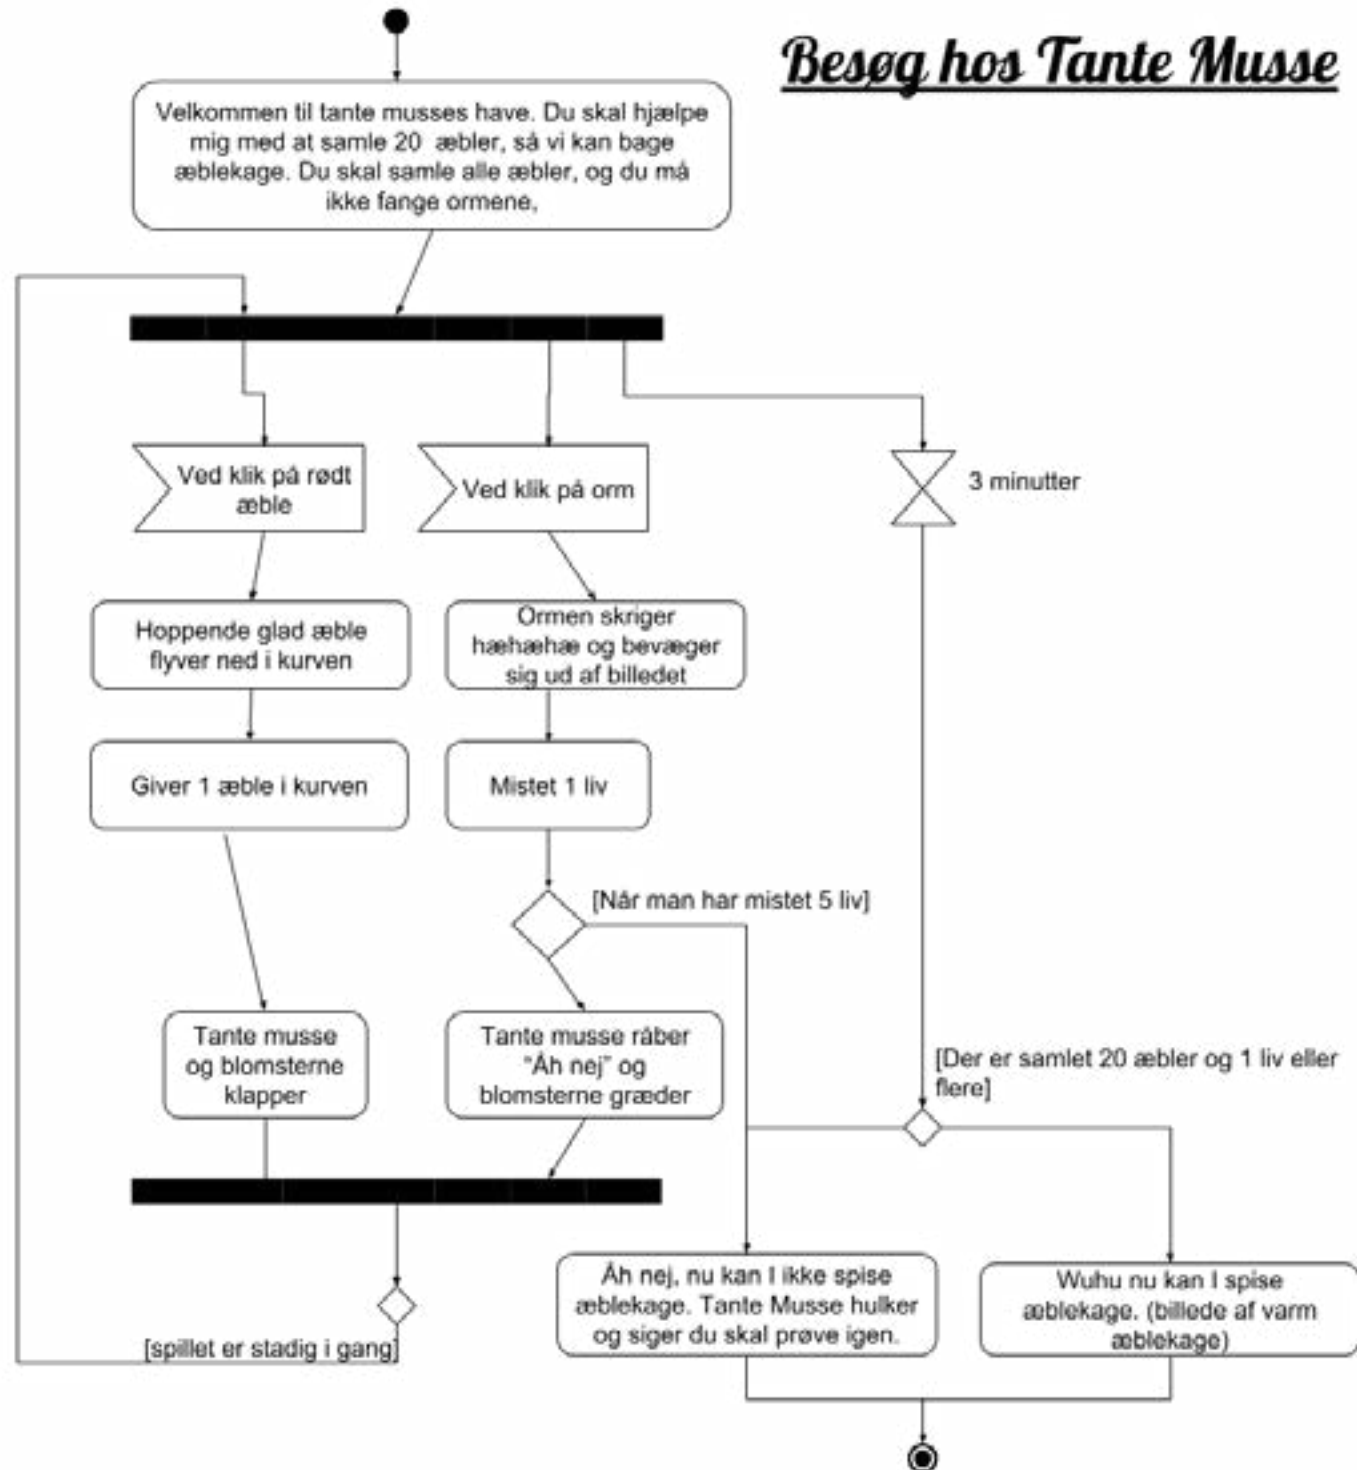 Besøg hos Tante Musse
Velkommen til tante musses have. Du skal hjælpe
mig med at samle 20 æbler, så vi kan bage
æblekage. Du skal samle alle æbler, og du må
ikke fange ormene,
Ved klik på rødt
æble
Ved klik på orm
3 minutter
Hoppende glad æble
flyver ned i kurven
Ormen skriger
hæhæhæ og bevæger
sig ud af billedet
Giver 1 æble i kurven
Mistet 1 liv
[Når man har mistet 5 liv]
Tante musse
og blomsterne
klapper
Tante musse råber
"Åh nej" og
blomsterne græder
[Der er samlet 20 æbler og 1 liv eller
flere]
Åh nej, nu kan I ikke spise
æblekage. Tante Musse hulker
og siger du skal prøve igen.
Wuhu nu kan I spise
æblekage. (billede af varm
æblekage)
[spillet er stadig i gang]